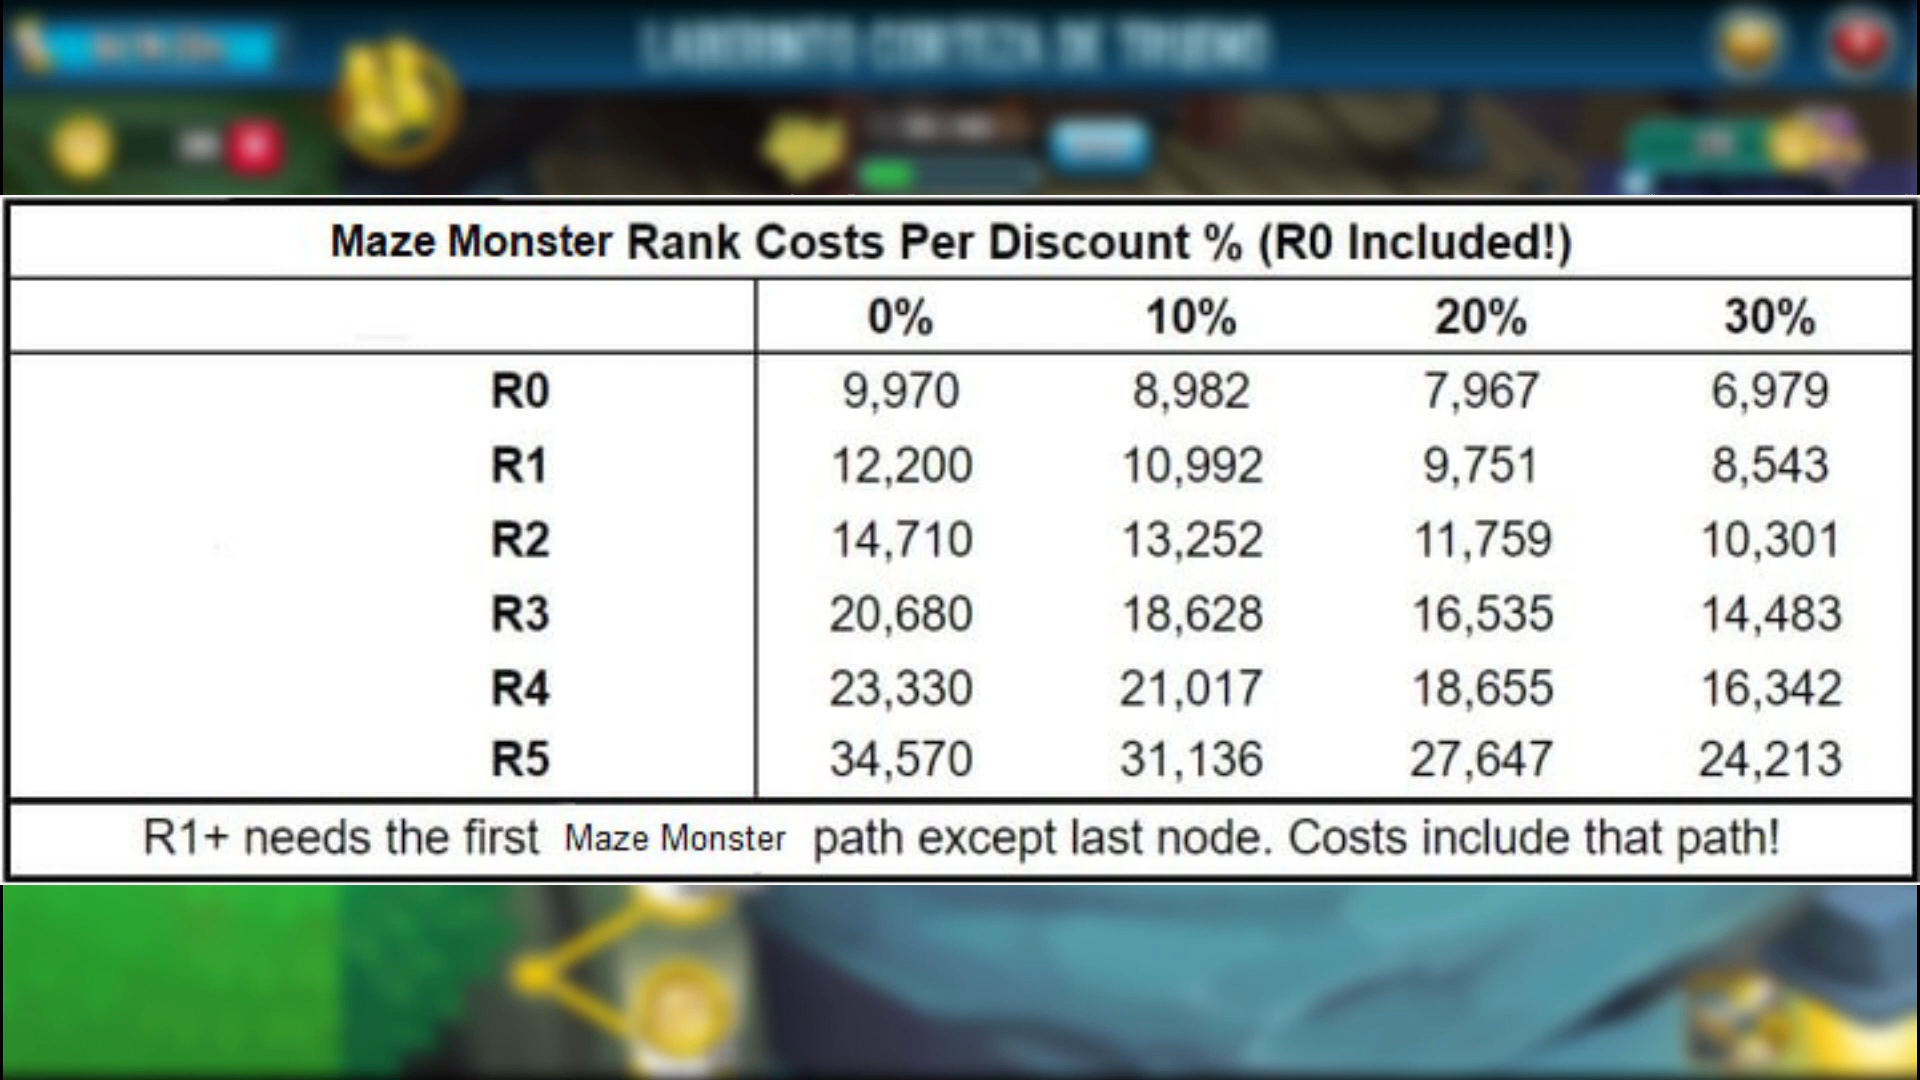 LABERINTO CORTEZA DE TRUENO
Maze Monster Rank Costs Per Discount % (R0 Included!)
0% 10% 20% 30%
R0 9,970 8,982 7,967 6,979
R1 12,200 10,992 9,751 8,543
R2 14,710 13,252 11,759 10,301
R3 20,680 18,628 16,535 14,483
R4 23,330 21,017 18,655 16,342
R5 34,570 31,136 27,647 24,213
R1+ needs the first Maze Monster path except last node. Costs include that path!